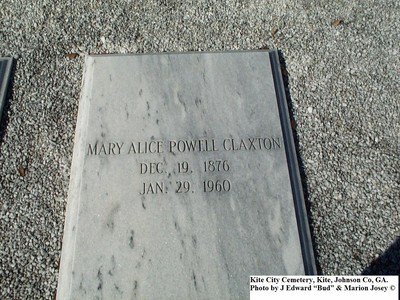 MARY ALICE POWELL CLAXTON
DEC. 19, 1876
JAN. 29, 1960
Kite City Cemetery, Kite, Johnson Co, GA.
Photo by J Edward “Bud” & Marion Josey ©